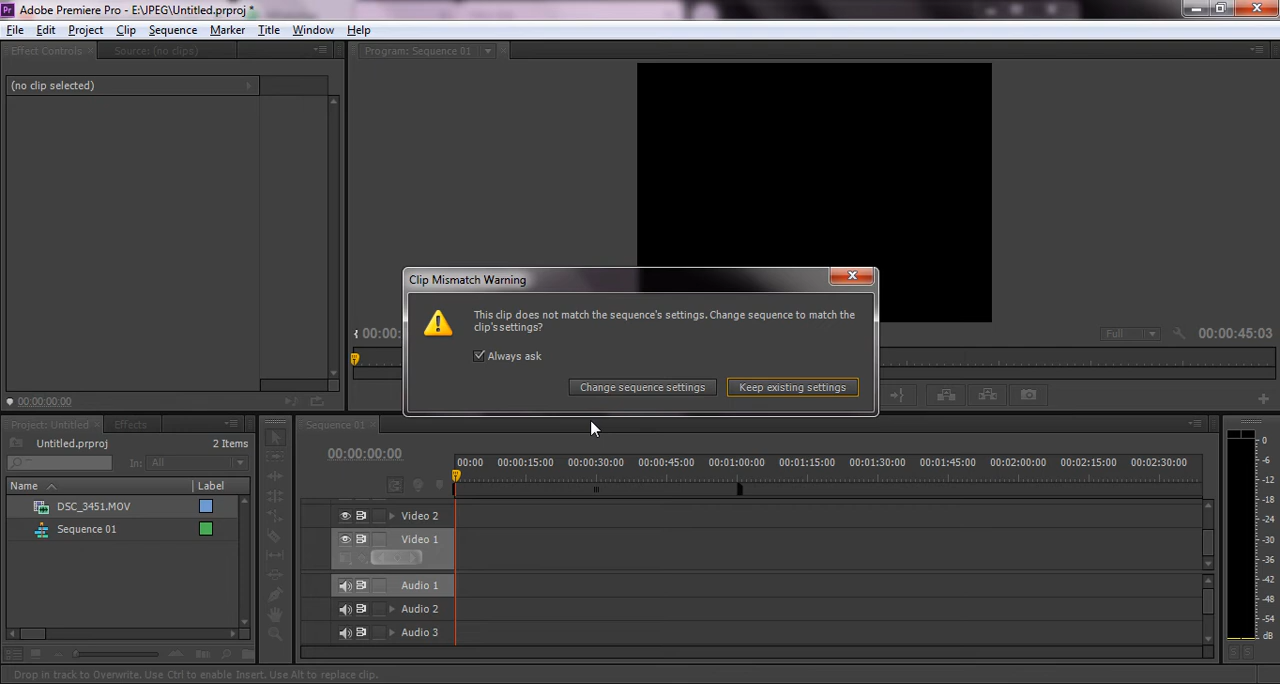 Adobe Premiere Pro - E:\JPEG\Untitled.prproj *
File Edit Project Clip Sequence Marker Title Window Help
Effect Controls Source: (no clips) Program: Sequence 01
(no clip selected)
Clip Mismatch Warning
This clip does not match the sequence's settings. Change sequence to match the
clip's settings?
Always ask
Change sequence settings Keep existing settings
00:00: Full 00:00:45:03
00:00:00:00
Project: Untitled Effects Sequence 01
Untitled.prproj 2 Items
In: All
00:00:00:00
00:00 00:00:15:00 00:00:30:00 00:00:45:00 00:01:00:00 00:01:15:00 00:01:30:00 00:01:45:00 00:02:00:00 00:02:15:00 00:02:30:00
Name Label
DSC_3451.MOV
Sequence 01
Video 2
Video 1
Audio 1
Audio 2
Audio 3
0
-6
-12
-18
-24
-30
-36
-42
-48
-54
dB
S S
Drop in track to Overwrite. Use Ctrl to enable Insert. Use Alt to replace clip.